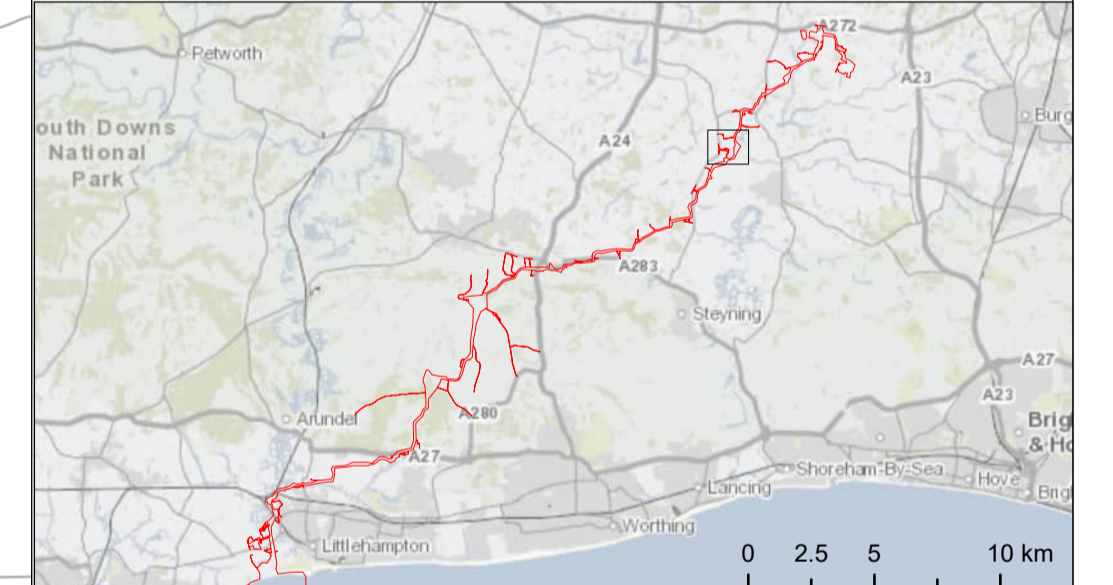 A272
Petworth
A23
Burg
outh Downs
National
Park
A24
A283
Steyning
A27
A23
Arundel
A280
Brig
& Ho
A27
Shoreham-By-Sea
Hove
Lancing
Brig
Worthing
Littlehampton
0 2.5 5 10 km